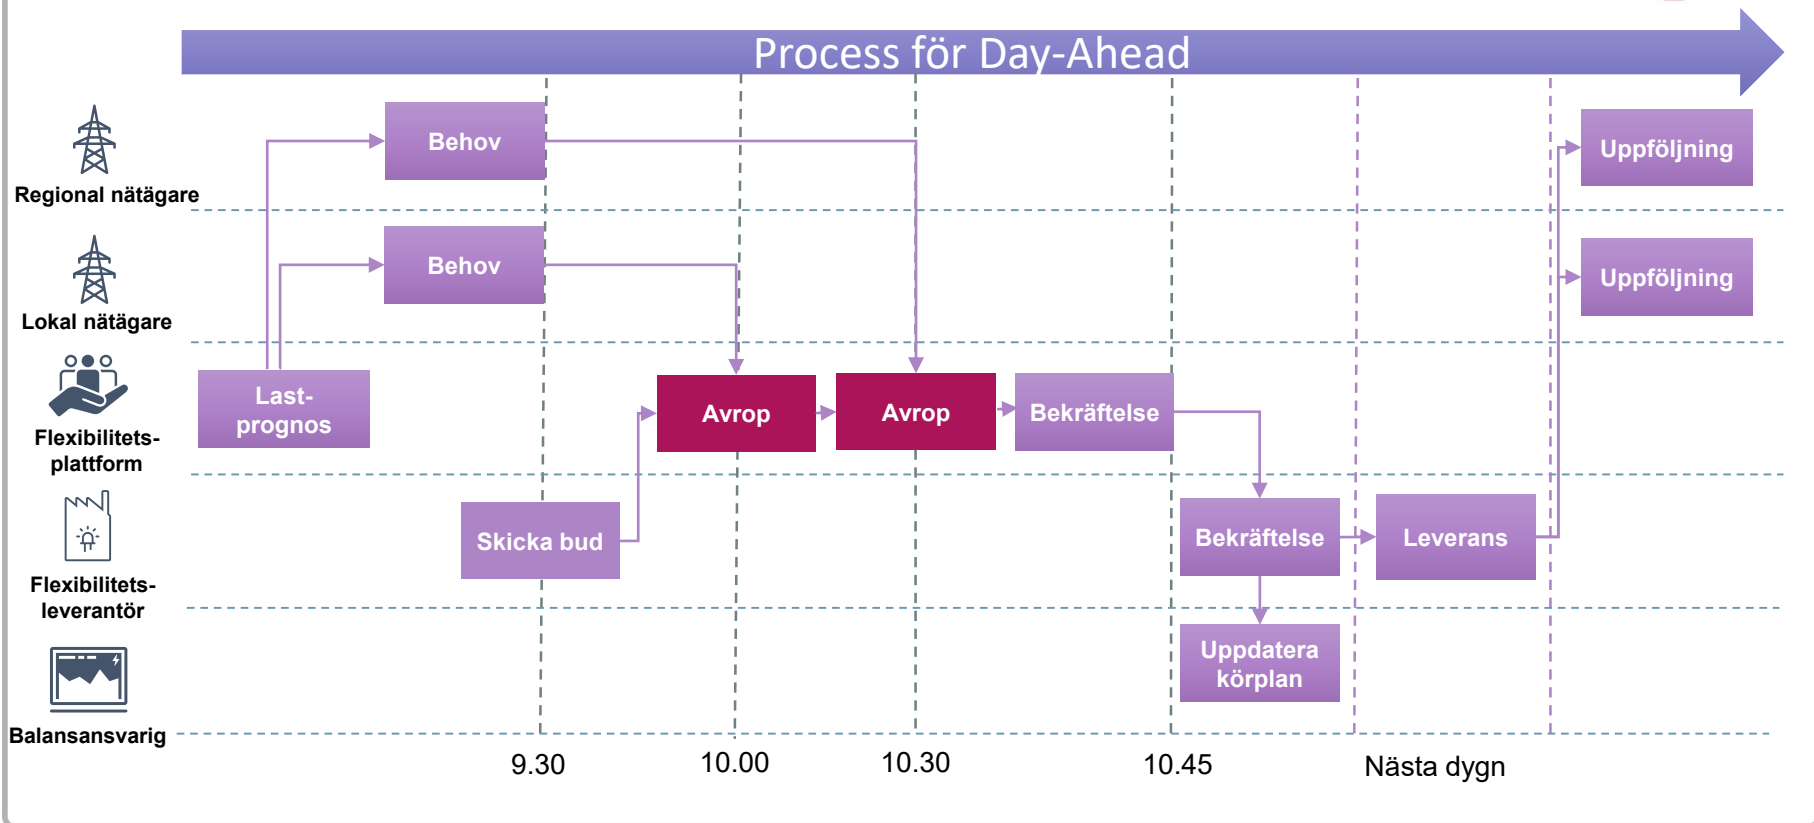 Process för Day-Ahead
Behov
Uppföljning
Regional nätägare
Behov
Uppföljning
Lokal nätägare
Last-
prognos
Avrop
Avrop
Bekräftelse
Flexibilitets-
plattform
Skicka bud
Bekräftelse
Leverans
Flexibilitets-
leverantör
Uppdatera
körplan
Balansansvarig
9.30
10.00
10.30
10.45
Nästa dygn